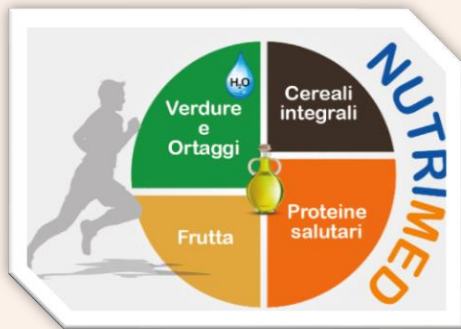 H₂O
Verdure
e
Ortaggi
Cereali
integrali
Frutta
Proteine
salutari
NUTRIMED